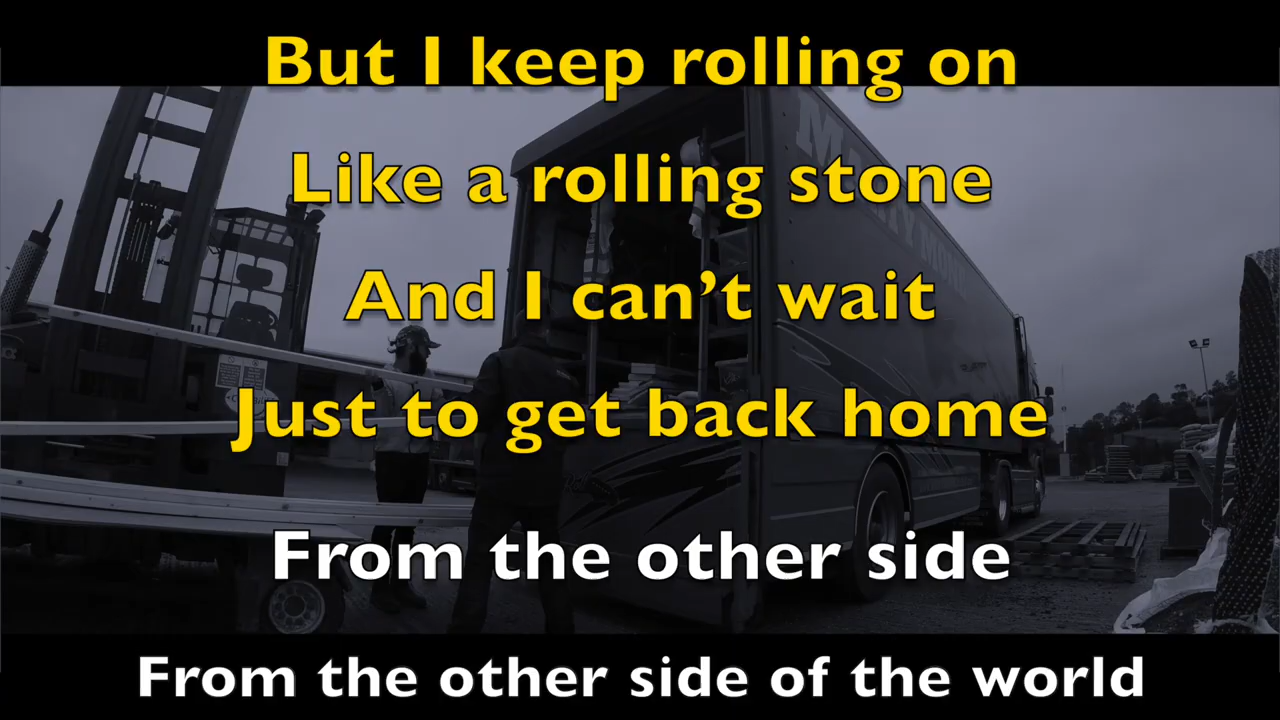 But I keep rolling on
Like a rolling stone
And I can’t wait
Just to get back home
From the other side
From the other side of the world